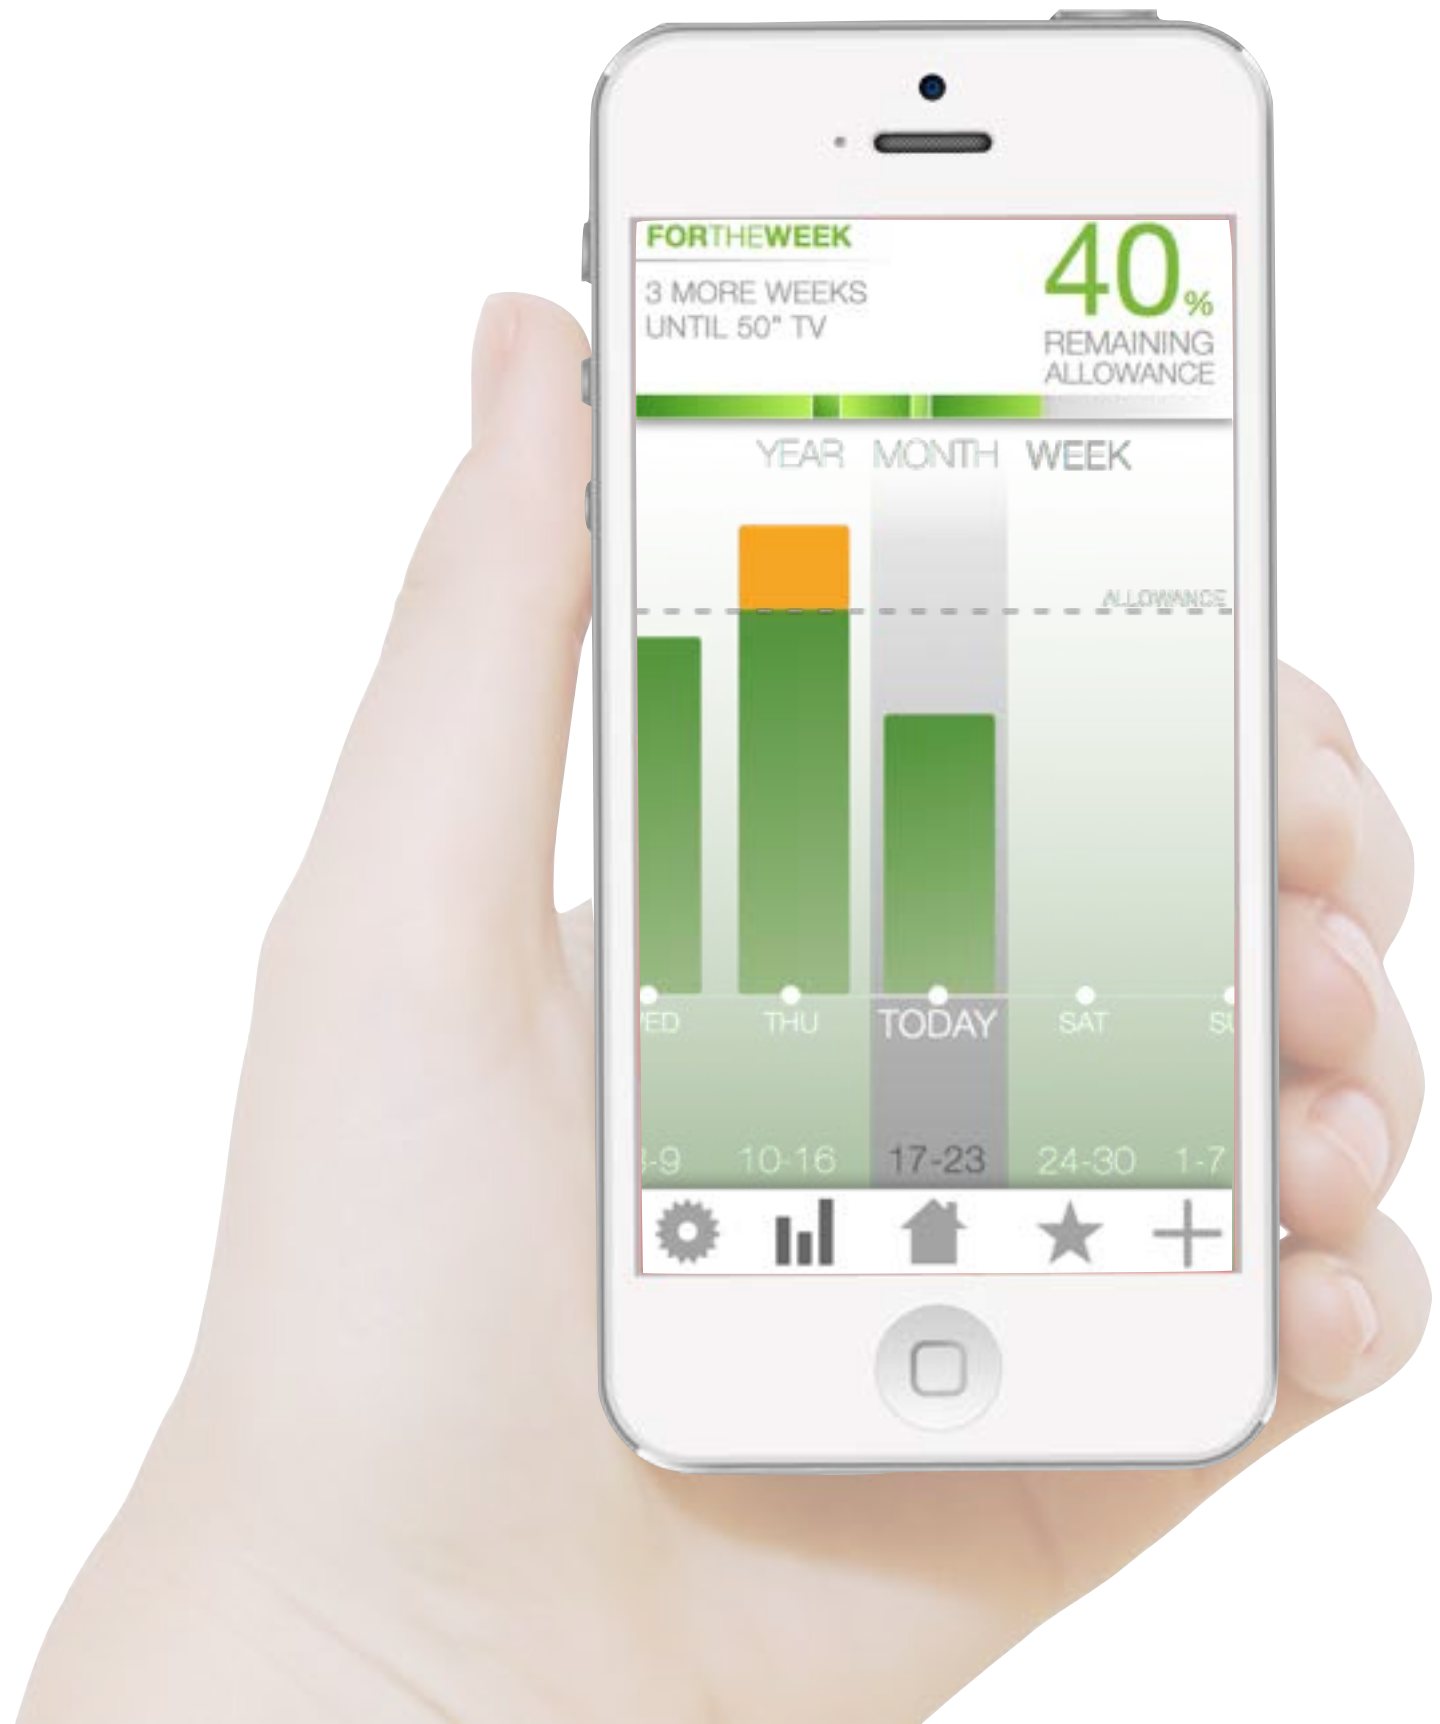 FORTHEWEEK
3 MORE WEEKS
UNTIL 50" TV
40%
REMAINING
ALLOWANCE
YEAR MONTH WEEK
ALLOWANCE
THU TODAY SAT
-9 10-16 17-23 24-30 1-7